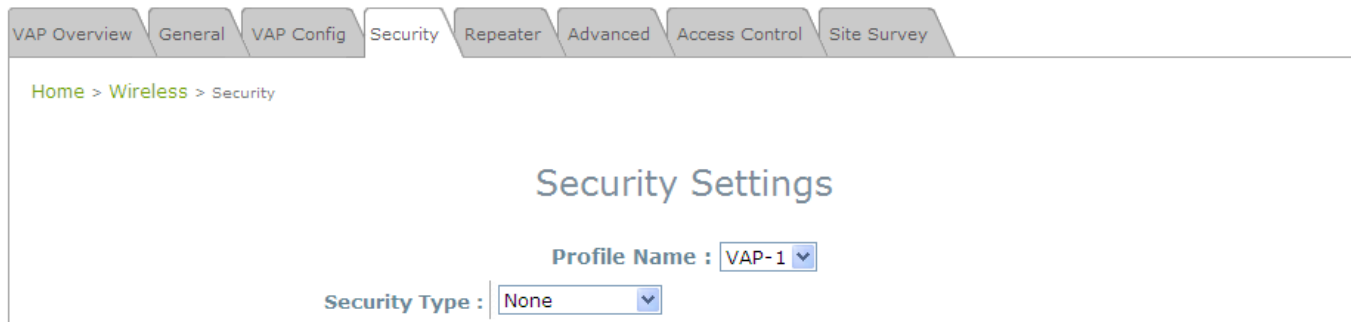 VAP Overview General VAP Config Security Repeater Advanced Access Control Site Survey
Home > Wireless > Security
Security Settings
Profile Name : VAP-1
Security Type : None